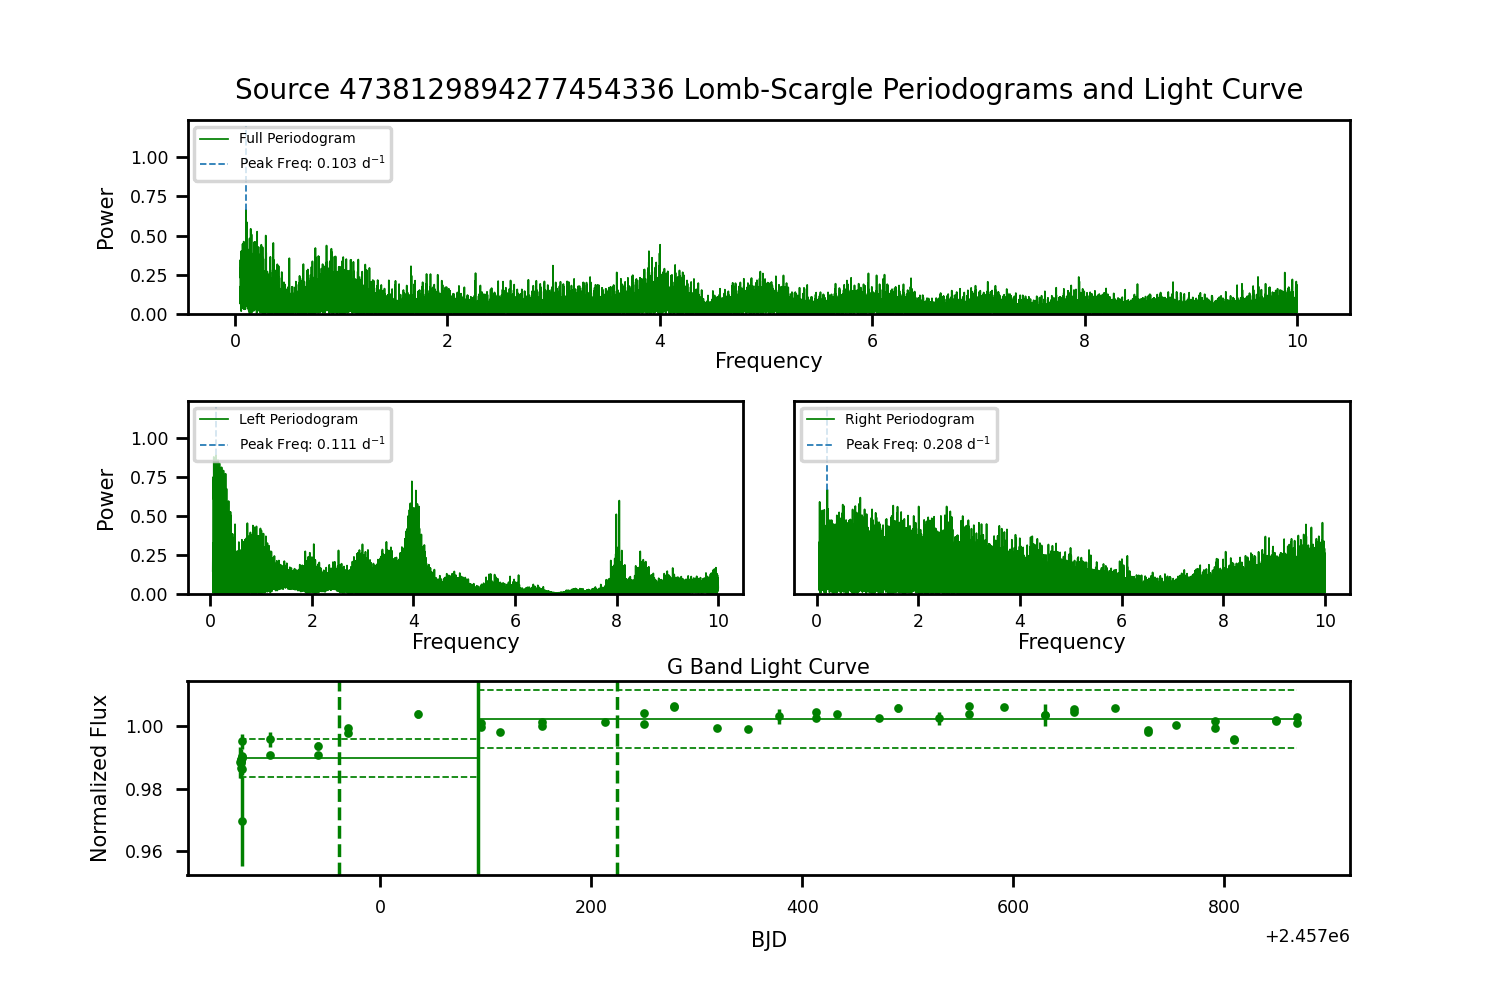 Source 4738129894277454336 Lomb-Scargle Periodograms and Light Curve
Full Periodogram
Peak Freq: 0.103 d⁻¹
Power
1.00
0.75
0.50
0.25
0.00
0 2 4 6 8 10
Frequency
Left Periodogram
Peak Freq: 0.111 d⁻¹
Power
1.00
0.75
0.50
0.25
0.00
0 2 4 6 8 10
Frequency
Right Periodogram
Peak Freq: 0.208 d⁻¹
0 2 4 6 8 10
Frequency
G Band Light Curve
Normalized Flux
1.00
0.98
0.96
0 200 400 600 800
BJD
+2.457e6